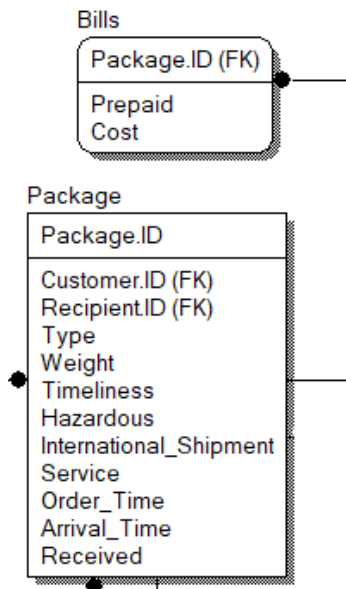 Bills
Package.ID (FK)
Prepaid
Cost
Package
Package.ID
Customer.ID (FK)
Recipient.ID (FK)
Type
Weight
Timeliness
Hazardous
International_Shipment
Service
Order_Time
Arrival_Time
Received